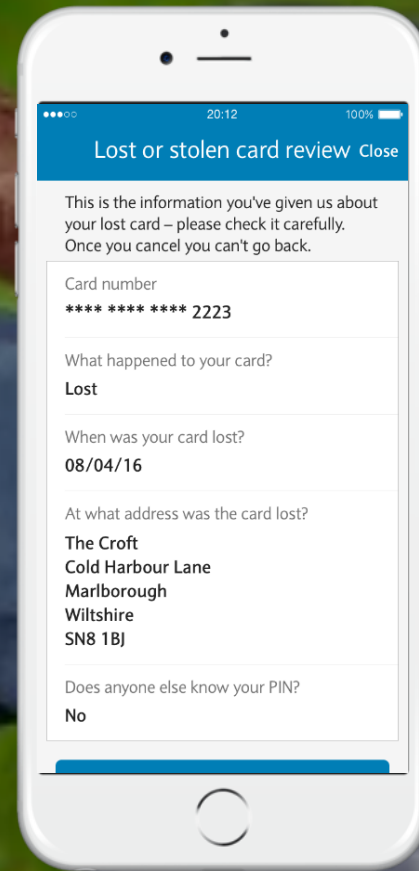 20:12 100%
Lost or stolen card review Close
This is the information you've given us about
your lost card – please check it carefully.
Once you cancel you can't go back.
Card number
**** **** **** 2223
What happened to your card?
Lost
When was your card lost?
08/04/16
At what address was the card lost?
The Croft
Cold Harbour Lane
Marlborough
Wiltshire
SN8 1BJ
Does anyone else know your PIN?
No